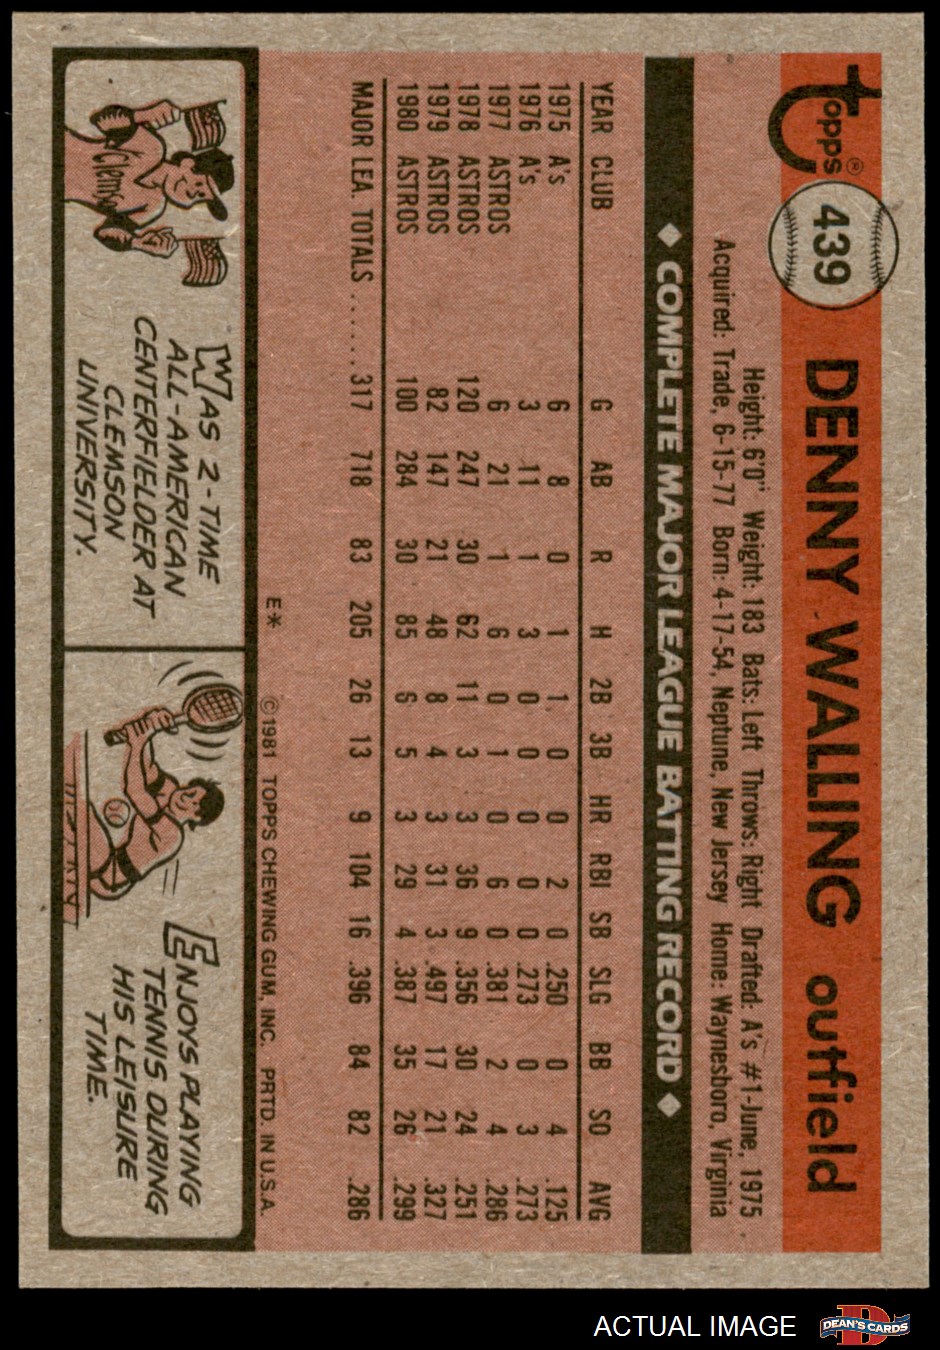 Topps®
439 DENNY WALLING outfield
Height: 6'0" Weight: 183 Bats: Left Throws: Right Drafted: A's #1-June, 1975
Acquired: Trade, 6-15-77 Born: 4-17-54, Neptune, New Jersey Home: Waynesboro, Virginia
◆ COMPLETE MAJOR LEAGUE BATTING RECORD ◆
YEAR CLUB G AB R H 2B 3B HR RBI SB SLG BB SO AVG
1975 A's 6 8 0 1 1 0 0 2 0 .250 0 4 .125
1976 A's 3 11 1 3 0 0 0 0 0 .273 0 3 .273
1977 ASTROS 6 21 1 6 0 1 0 6 0 .381 2 4 .286
1978 ASTROS 120 247 30 62 11 3 3 36 9 .356 30 24 .251
1979 ASTROS 82 147 21 48 8 4 3 31 3 .497 17 21 .327
1980 ASTROS 100 284 30 85 6 5 3 29 4 .387 35 26 .299
MAJOR LEA. TOTALS ...... 317 718 83 205 26 13 9 104 16 .396 84 82 .286
E* ©1981 TOPPS CHEWING GUM, INC. PRTD. IN U.S.A.
Clemson
WAS 2-TIME
ALL-AMERICAN
CENTERFIELDER AT
CLEMSON
UNIVERSITY.
ENJOYS PLAYING
TENNIS DURING
HIS LEISURE
TIME.
ACTUAL IMAGE
DEAN'S CARDS